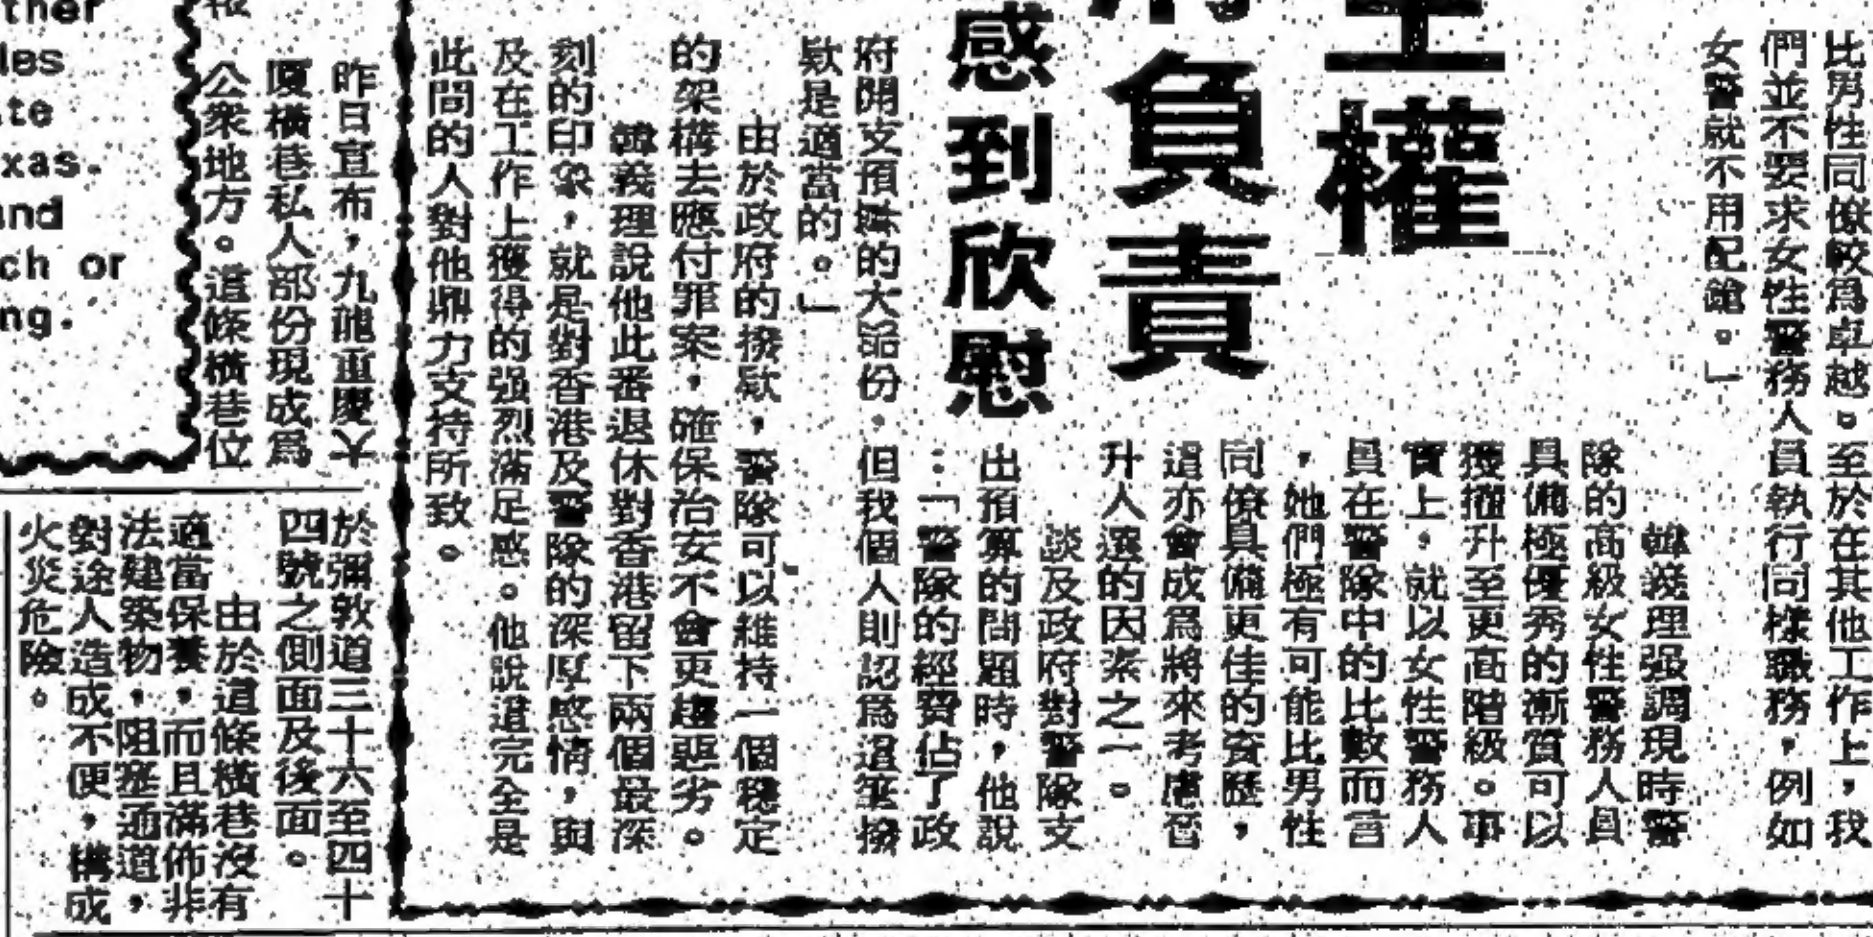 比男性同僚較爲卓越。至於在其他工作上，我
們並不要求女性警務人員執行同樣職務，例如
女警就不用配鎗。」
韓義理强調現時警
隊的高級女性警務人員
具備極優秀的漸質可以
獲擢升至更高階級。事
實上，就以女性警務人
員在警隊中的比數而言
，她們極有可能比男性
同僚具備更佳的資歷，
這亦會成爲將來考慮晉
升人選的因素之一。
談及政府對警隊支
出預算的問題時，他說
：「警隊的經費佔了政
府開支預算的大部份，但我個人則認爲這筆撥
欵是適當的。」
由於政府的撥欵，警隊可以維持一個穩定
的架構去應付罪案，確保治安不會更趨惡劣。
韓義理說他此番退休對香港留下兩個最深
刻的印象，就是對香港及警隊的深厚感情，與
及在工作上獲得的强烈滿足感。他說這完全是
此間的人對他鼎力支持所致。
權
負責
感到欣慰
昨日宣布，九龍重慶大
廈橫巷私人部份現成爲
公衆地方。這條橫巷位
於彌敦道三十六至四十
四號之側面及後面。
由於這條橫巷沒有
適當保養，而且滿佈非
法建築物，阻塞通道，
對途人造成不便，構成
火災危險。
ther
les
te
xas.
and
ch or
ng.